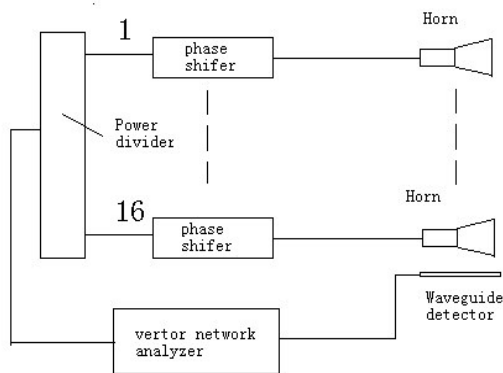 1
phase
shifer
Horn
Power
divider
16
phase
shifer
Horn
Waveguide
detector
vertor network
analyzer